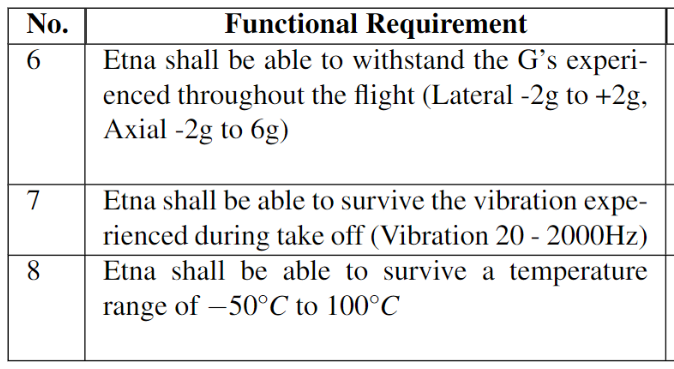 No. Functional Requirement
6 Etna shall be able to withstand the G's experi-
enced throughout the flight (Lateral -2g to +2g,
Axial -2g to 6g)
7 Etna shall be able to survive the vibration expe-
rienced during take off (Vibration 20 - 2000Hz)
8 Etna shall be able to survive a temperature
range of −50°C to 100°C